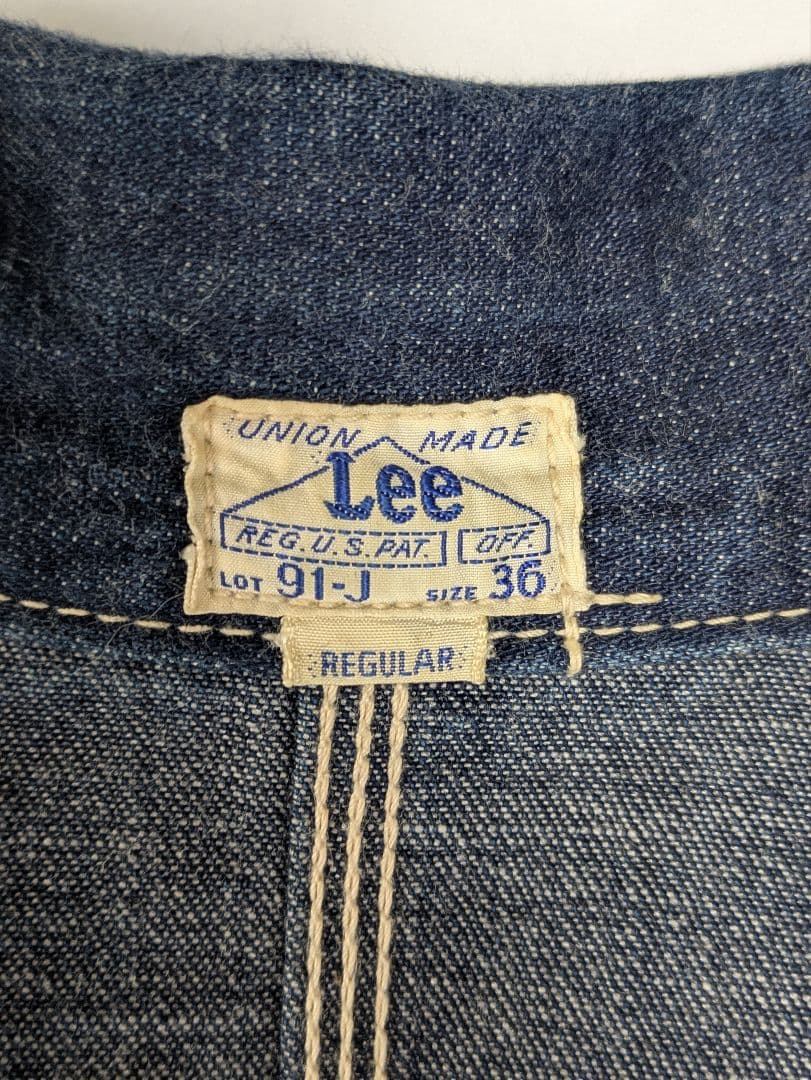 UNION MADE
Lee
REG. U.S. PAT. OFF.
LOT 91-J SIZE 36
REGULAR